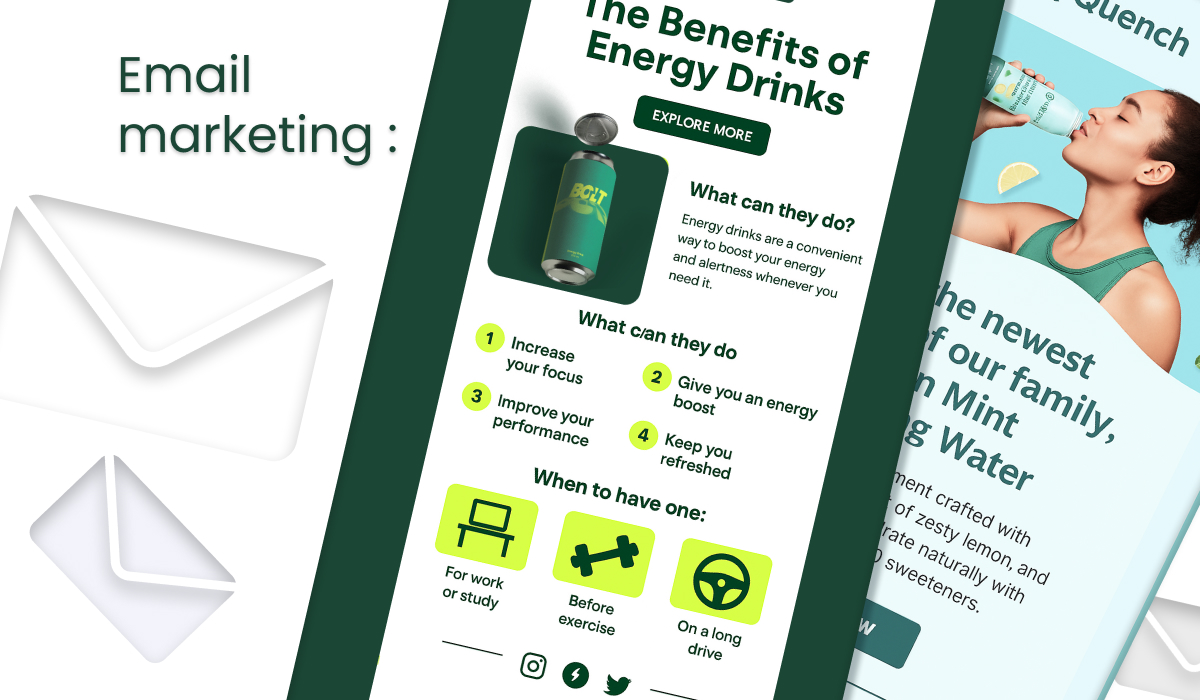 Email
marketing :
The Benefits of
Energy Drinks
EXPLORE MORE
BOLT
What can they do?
Energy drinks are a convenient
way to boost your energy
and alertness whenever you
need it.
What c/an they do
1 Increase
your focus
2 Give you an energy
boost
3 Improve your
performance
4 Keep you
refreshed
When to have one:
For work
or study
Before
exercise
On a long
drive
Quench
the newest
of our family,
Mint
Water
crafted with
of zesty lemon, and
naturally with
sweeteners.